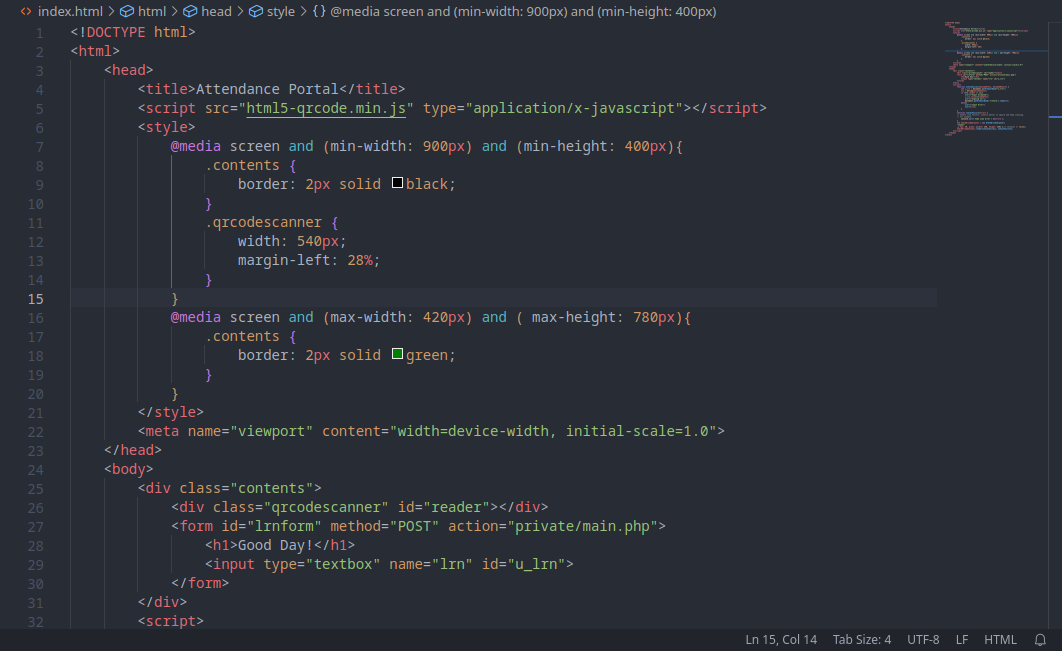 index.html > html > head > style > {} @media screen and (min-width: 900px) and (min-height: 400px)
1 <!DOCTYPE html>
2 <html>
3     <head>
4         <title>Attendance Portal</title>
5         <script src="html5-qrcode.min.js" type="application/x-javascript"></script>
6         <style>
7             @media screen and (min-width: 900px) and (min-height: 400px){
8                 .contents {
9                     border: 2px solid black;
10                 }
11                 .qrcodescanner {
12                     width: 540px;
13                     margin-left: 28%;
14                 }
15             }
16             @media screen and (max-width: 420px) and ( max-height: 780px){
17                 .contents {
18                     border: 2px solid green;
19                 }
20             }
21         </style>
22         <meta name="viewport" content="width=device-width, initial-scale=1.0">
23     </head>
24     <body>
25         <div class="contents">
26             <div class="qrcodescanner" id="reader"></div>
27             <form id="lrnform" method="POST" action="private/main.php">
28                 <h1>Good Day!</h1>
29                 <input type="textbox" name="lrn" id="u_lrn">
30             </form>
31         </div>
32         <script>
Ln 15, Col 14 Tab Size: 4 UTF-8 LF HTML